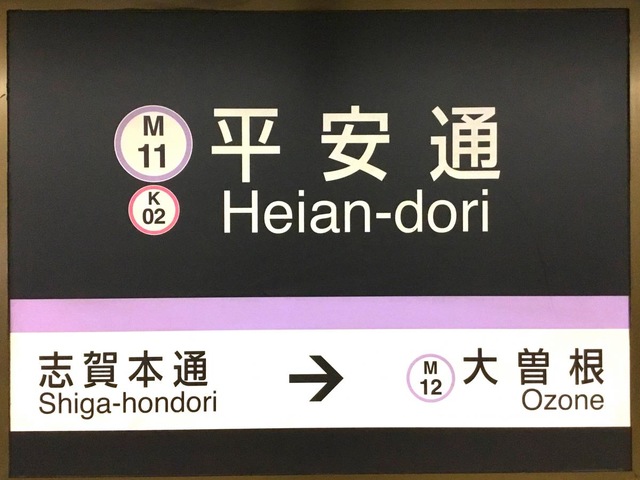 M
11
平安通
K
02
Heian-dori
志賀本通
Shiga-hondori
→
M
12
大曽根
Ozone